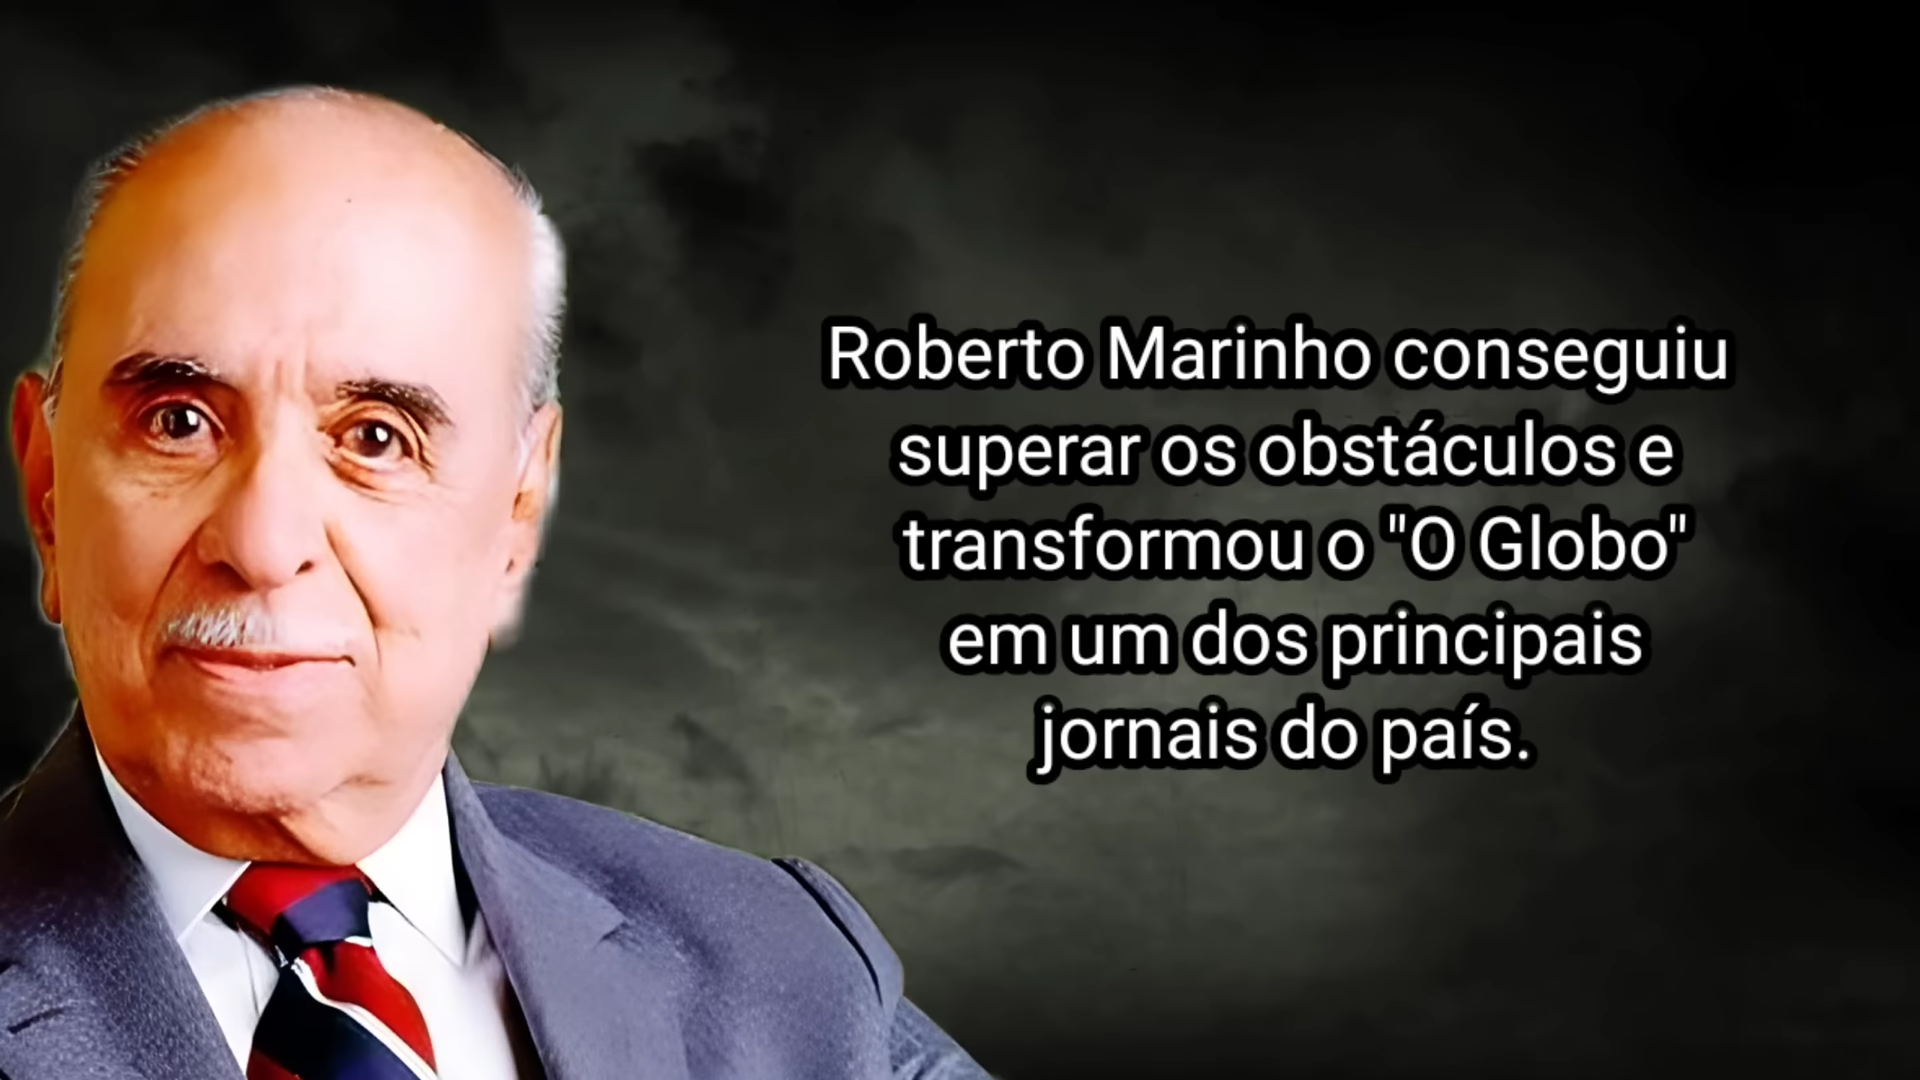 Roberto Marinho conseguiu
superar os obstáculos e
transformou o "O Globo"
em um dos principais
jornais do país.